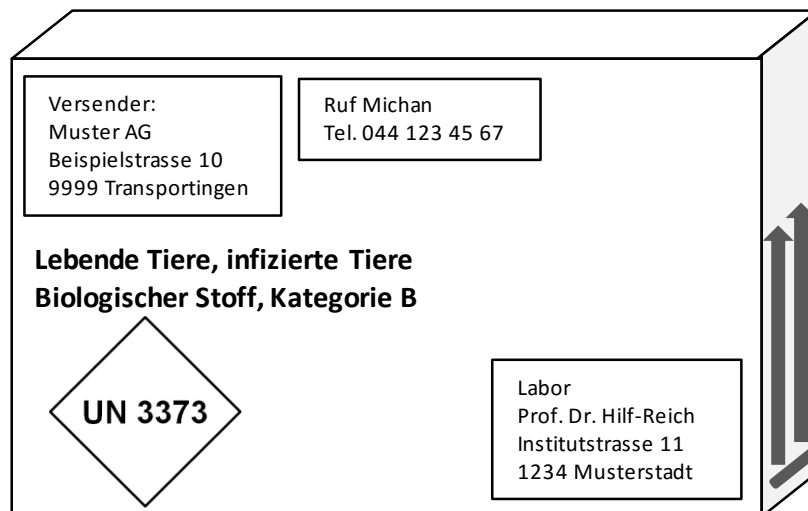 Versender:
Muster AG
Beispielstrasse 10
9999 Transportingen
Ruf Michan
Tel. 044 123 45 67
Lebende Tiere, infizierte Tiere
Biologischer Stoff, Kategorie B
UN 3373
Labor
Prof. Dr. Hilf-Reich
Institutstrasse 11
1234 Musterstadt